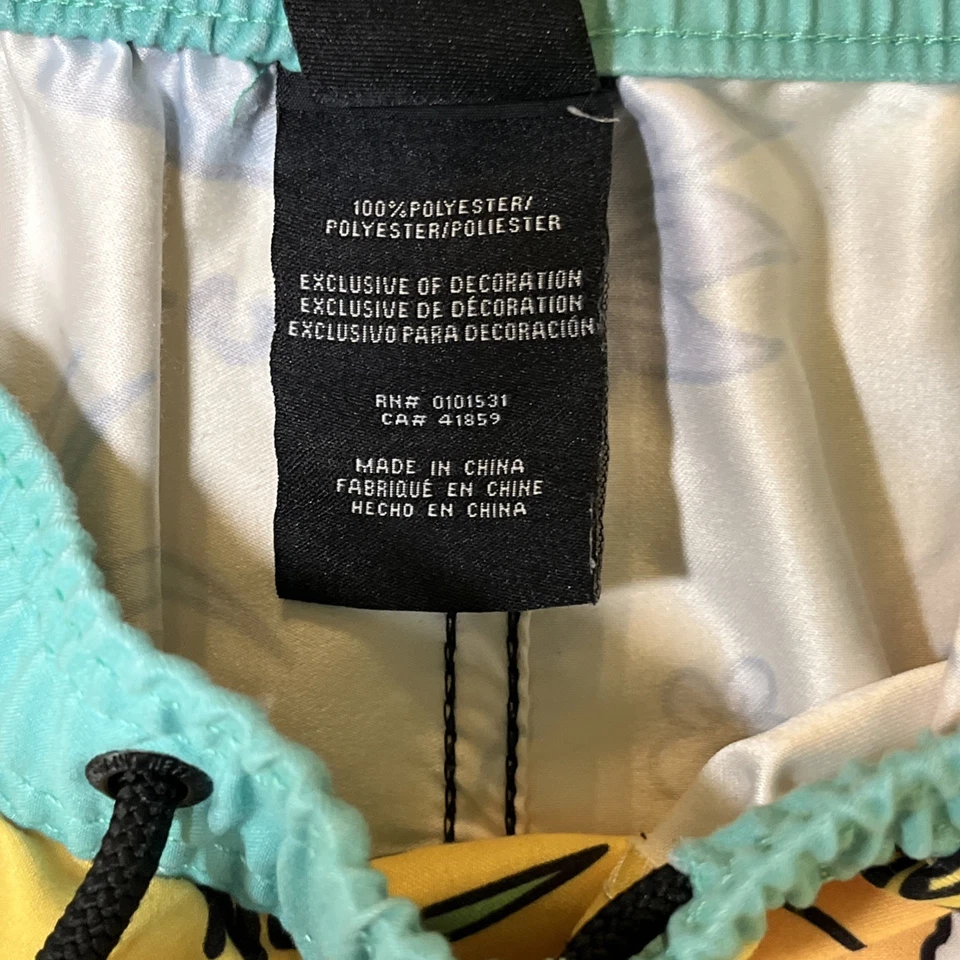 100%POLYESTER/
POLYESTER/POLIESTER
EXCLUSIVE OF DECORATION
EXCLUSIVE DE DÉCORATION
EXCLUSIVO PARA DECORACIÓN
RN# 0101531
CA# 41859
MADE IN CHINA
FABRIQUÉ EN CHINE
HECHO EN CHINA